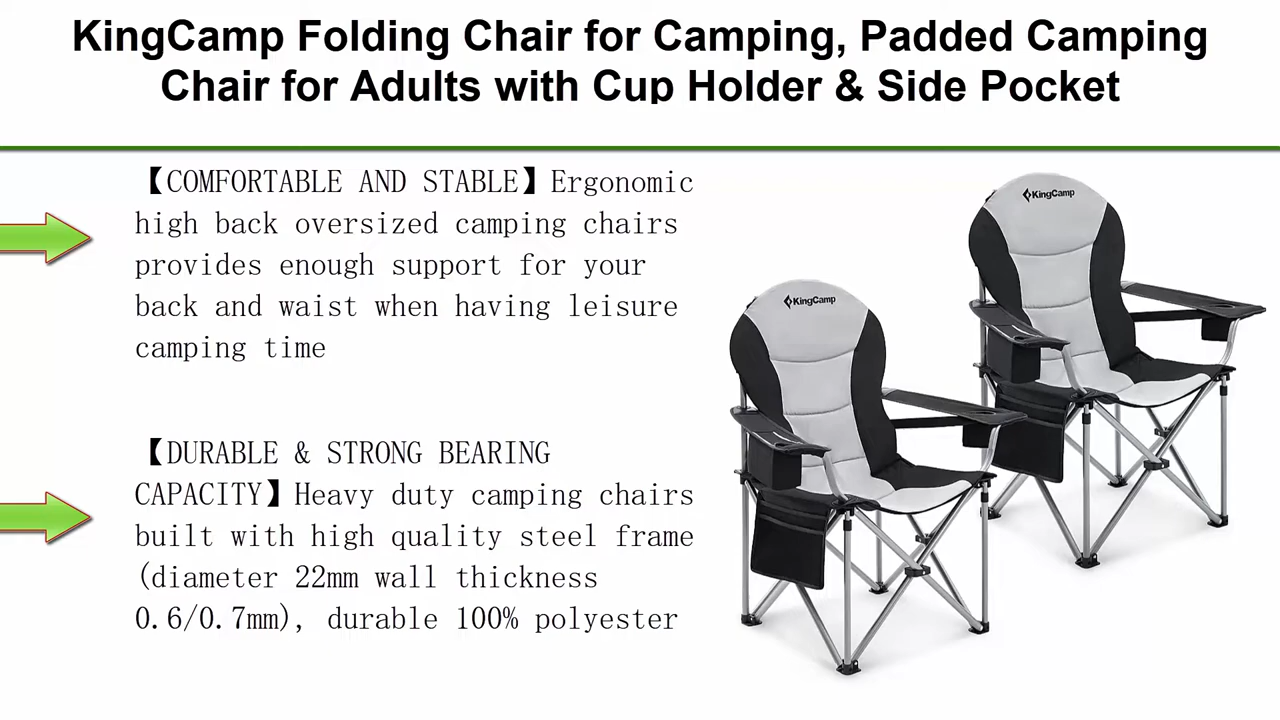 KingCamp Folding Chair for Camping, Padded Camping
Chair for Adults with Cup Holder & Side Pocket
【COMFORTABLE AND STABLE】Ergonomic
high back oversized camping chairs
provides enough support for your
back and waist when having leisure
camping time
【DURABLE & STRONG BEARING
CAPACITY】Heavy duty camping chairs
built with high quality steel frame
(diameter 22mm wall thickness
0.6/0.7mm), durable 100% polyester
KingCamp
KingCamp